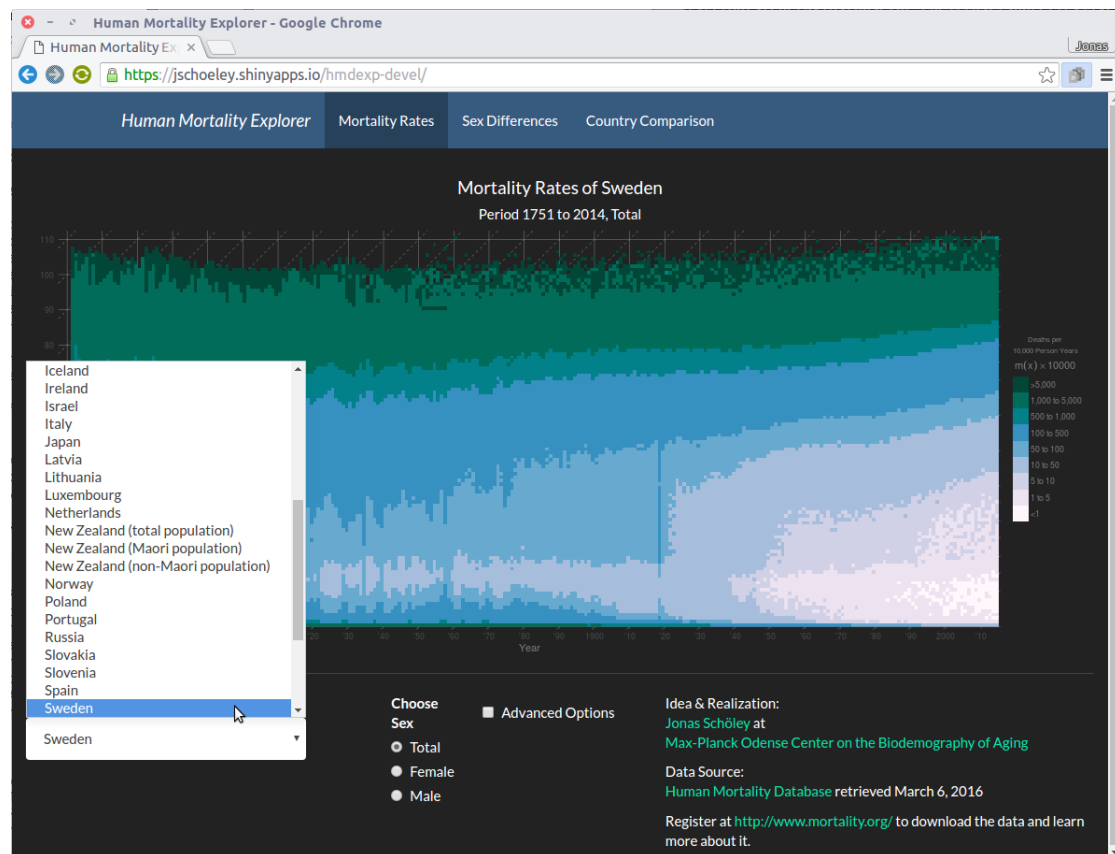 Human Mortality Explorer - Google Chrome
Human Mortality Ex
Jonas
https://jschoeley.shinyapps.io/hmdexp-devel/
Human Mortality Explorer Mortality Rates Sex Differences Country Comparison
Mortality Rates of Sweden
Period 1751 to 2014, Total
110
100
90
80
Deaths per
10,000 Person Years
m(x) × 10000
>5,000
1,000 to 5,000
500 to 1,000
100 to 500
50 to 100
10 to 50
5 to 10
1 to 5
<1
Iceland
Ireland
Israel
Italy
Japan
Latvia
Lithuania
Luxembourg
Netherlands
New Zealand (total population)
New Zealand (Maori population)
New Zealand (non-Maori population)
Norway
Poland
Portugal
Russia
Slovakia
Slovenia
Spain
Sweden
Sweden
'20 '30 '40 '50 '60 '70 '80 '90 1900 '10 '20 '30 '40 '50 '60 '70 '80 '90 2000 '10
Year
Choose
Sex
Total
Female
Male
Advanced Options
Idea & Realization:
Jonas Schöley at
Max-Planck Odense Center on the Biodemography of Aging
Data Source:
Human Mortality Database retrieved March 6, 2016
Register at http://www.mortality.org/ to download the data and learn
more about it.